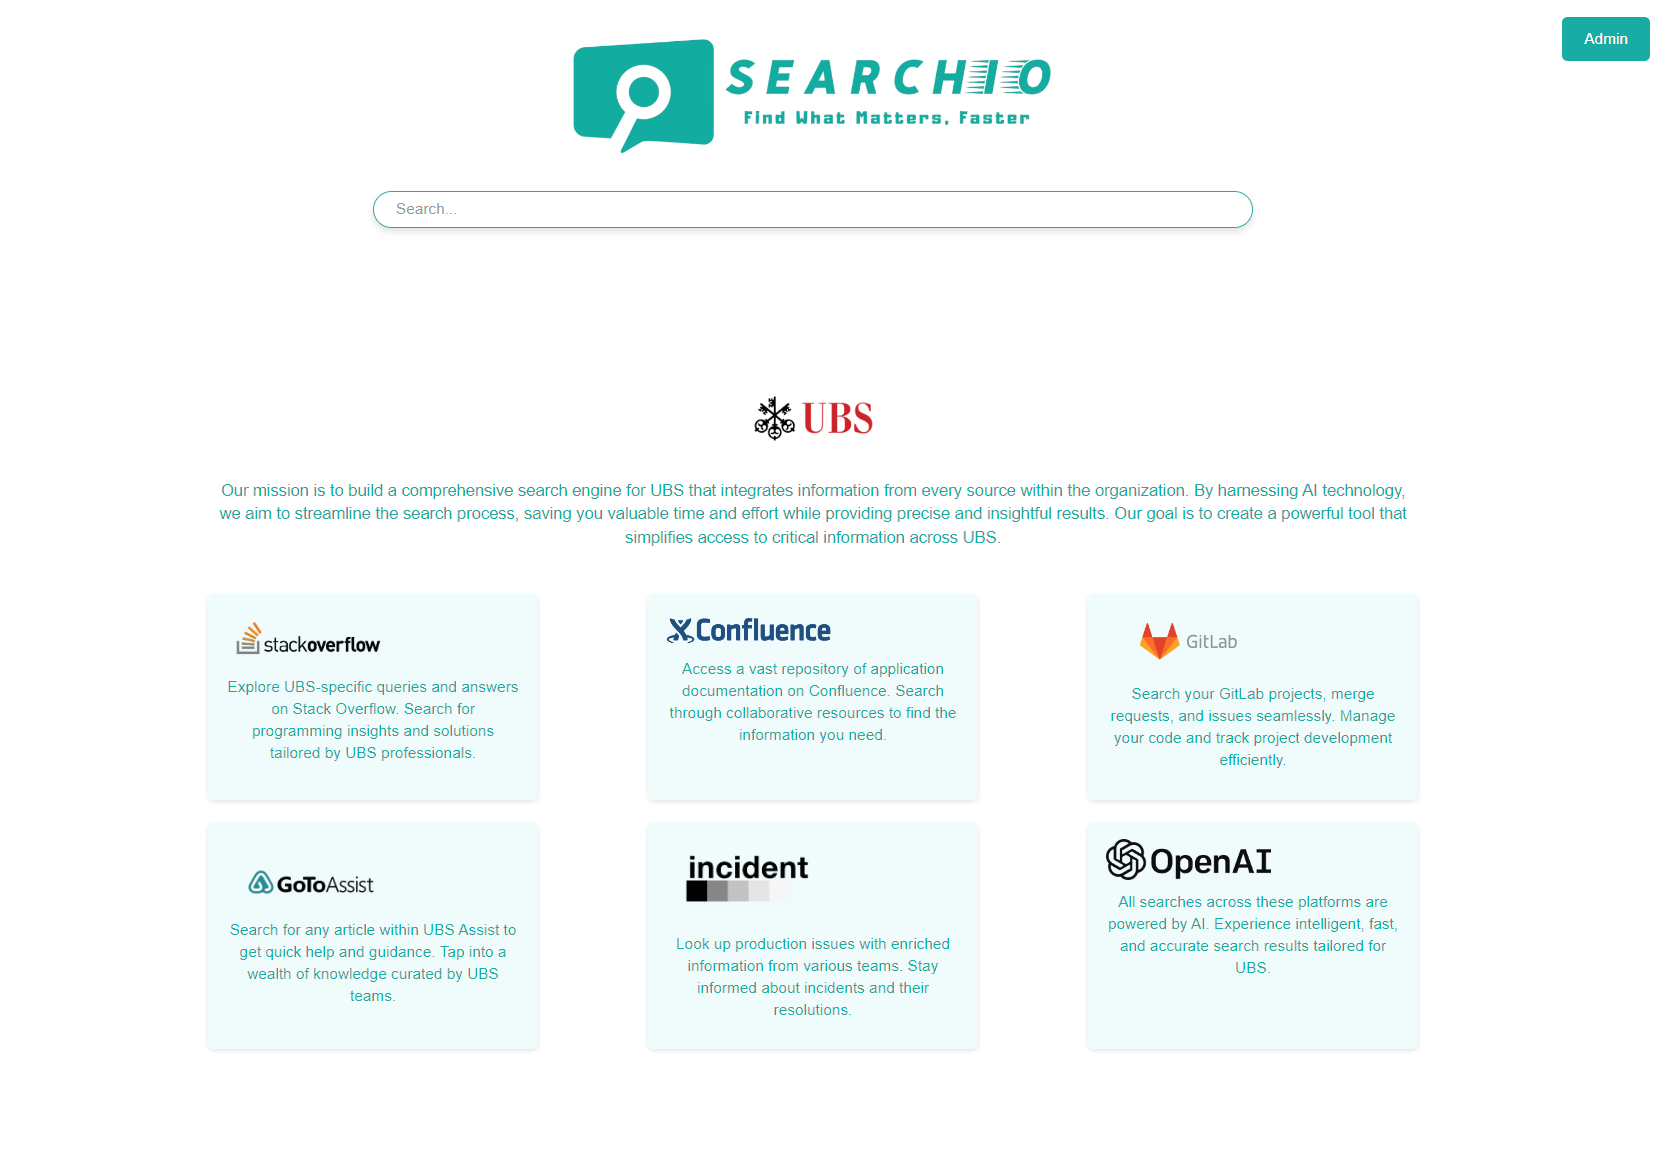 Admin
SEARCHIO
Find What Matters, Faster
Search...
UBS
Our mission is to build a comprehensive search engine for UBS that integrates information from every source within the organization. By harnessing AI technology,
we aim to streamline the search process, saving you valuable time and effort while providing precise and insightful results. Our goal is to create a powerful tool that
simplifies access to critical information across UBS.
stackoverflow
Explore UBS-specific queries and answers
on Stack Overflow. Search for
programming insights and solutions
tailored by UBS professionals.
Confluence
Access a vast repository of application
documentation on Confluence. Search
through collaborative resources to find the
information you need.
GitLab
Search your GitLab projects, merge
requests, and issues seamlessly. Manage
your code and track project development
efficiently.
GoToAssist
Search for any article within UBS Assist to
get quick help and guidance. Tap into a
wealth of knowledge curated by UBS
teams.
incident
Look up production issues with enriched
information from various teams. Stay
informed about incidents and their
resolutions.
OpenAI
All searches across these platforms are
powered by AI. Experience intelligent, fast,
and accurate search results tailored for
UBS.